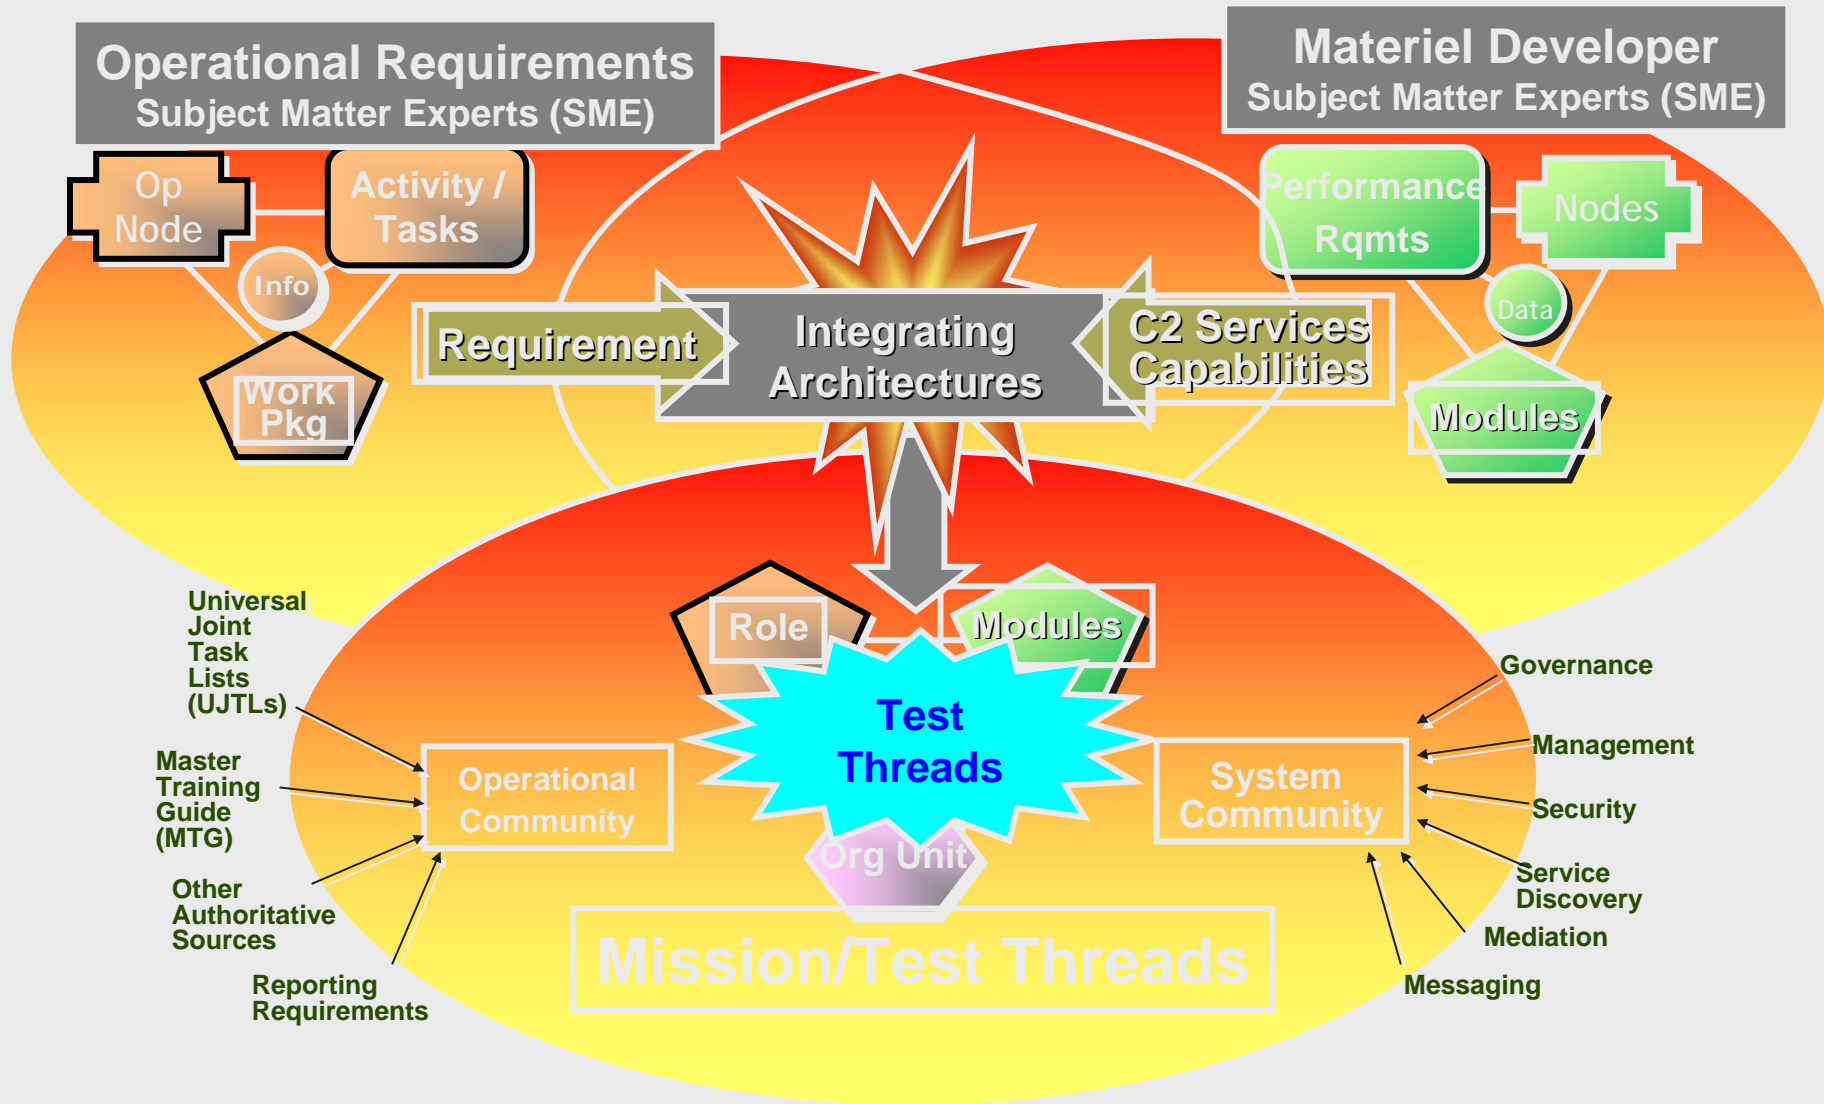 Operational Requirements
Subject Matter Experts (SME)
Materiel Developer
Subject Matter Experts (SME)
Op
Node
Activity /
Tasks
Info
Work
Pkg
Performance
Rqmts
Nodes
Data
Modules
Requirement
Integrating
Architectures
C2 Services
Capabilities
Role
Modules
Test
Threads
Org Unit
Operational
Community
System
Community
Mission/Test Threads
Universal
Joint
Task
Lists
(UJTLs)
Master
Training
Guide
(MTG)
Other
Authoritative
Sources
Reporting
Requirements
Governance
Management
Security
Service
Discovery
Mediation
Messaging